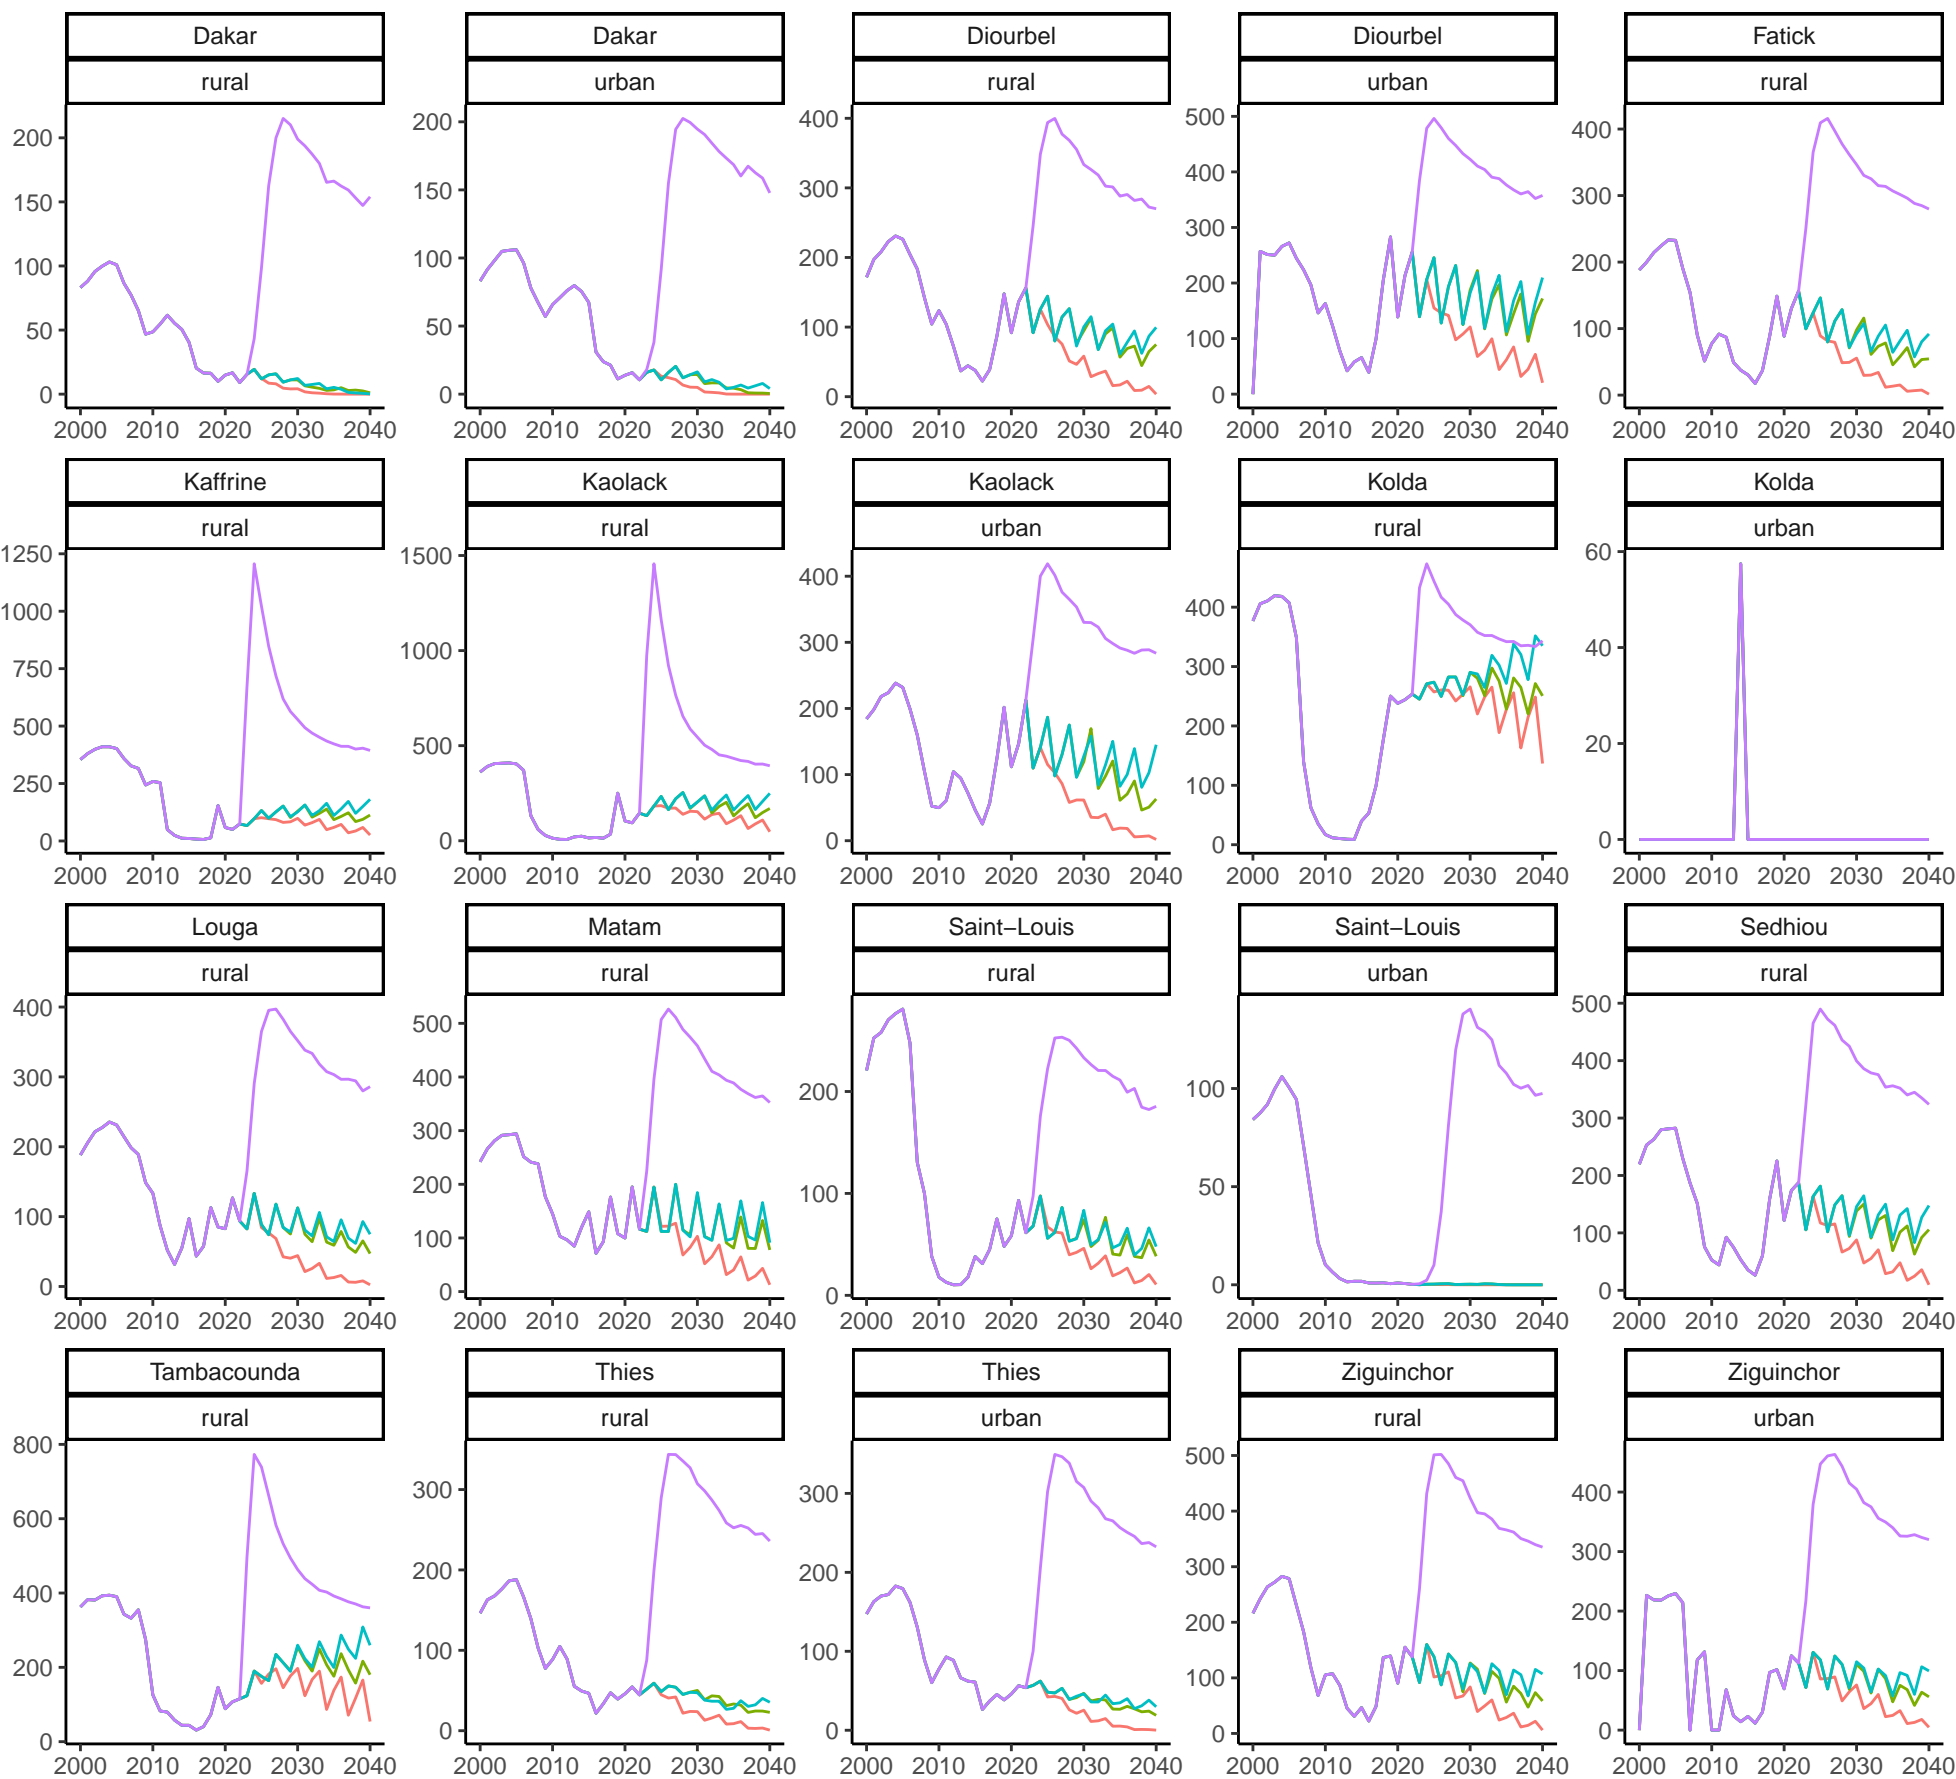 Dakar Dakar Diourbel Diourbel Fatick
rural urban rural urban rural
200 200 400 500 400
150 150 300 400 300
100 100 200 300 200
50 50 100 200 100
0 0 0 100 0
0
2000 2010 2020 2030 2040 2000 2010 2020 2030 2040 2000 2010 2020 2030 2040 2000 2010 2020 2030 2040 2000 2010 2020 2030 2040
Kaffrine Kaolack Kaolack Kolda Kolda
rural rural urban rural urban
1250 1500 400 400 60
1000 1000 300 300 40
750 500 200 200 20
500 0 100 100 0
250 0 0
0
2000 2010 2020 2030 2040 2000 2010 2020 2030 2040 2000 2010 2020 2030 2040 2000 2010 2020 2030 2040 2000 2010 2020 2030 2040
Louga Matam Saint−Louis Saint−Louis Sedhiou
rural rural rural urban rural
400 500 200 100 500
300 400 100 50 400
200 300 0 0 300
100 200 200
0 100 100
0 0
2000 2010 2020 2030 2040 2000 2010 2020 2030 2040 2000 2010 2020 2030 2040 2000 2010 2020 2030 2040 2000 2010 2020 2030 2040
Tambacounda Thies Thies Ziguinchor Ziguinchor
rural rural urban rural urban
800 300 300 500 400
600 200 200 400 300
400 100 100 300 200
200 0 0 200 100
0 100 0
0
2000 2010 2020 2030 2040 2000 2010 2020 2030 2040 2000 2010 2020 2030 2040 2000 2010 2020 2030 2040 2000 2010 2020 2030 2040